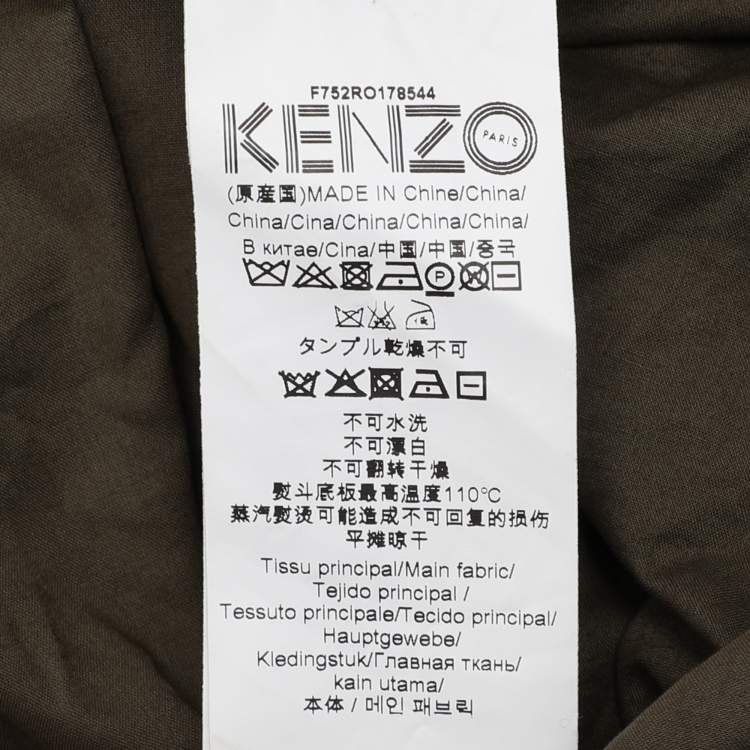 F752RO178544
KENZO PARIS
(原産国)MADE IN Chine/China/
China/Cina/China/China/China/
В китае/Cina/中国/中国/중국
タンブル乾燥不可
不可水洗
不可漂白
不可翻转干燥
熨斗底板最高温度110°C
蒸汽熨烫可能造成不可回复的损伤
平摊晾干
Tissu principal/Main fabric/
Tejido principal /
Tessuto principale/Tecido principal/
Hauptgewebe/
Kledingstuk/Главная ткань/
kain utama/
本体 / 메인 패브릭